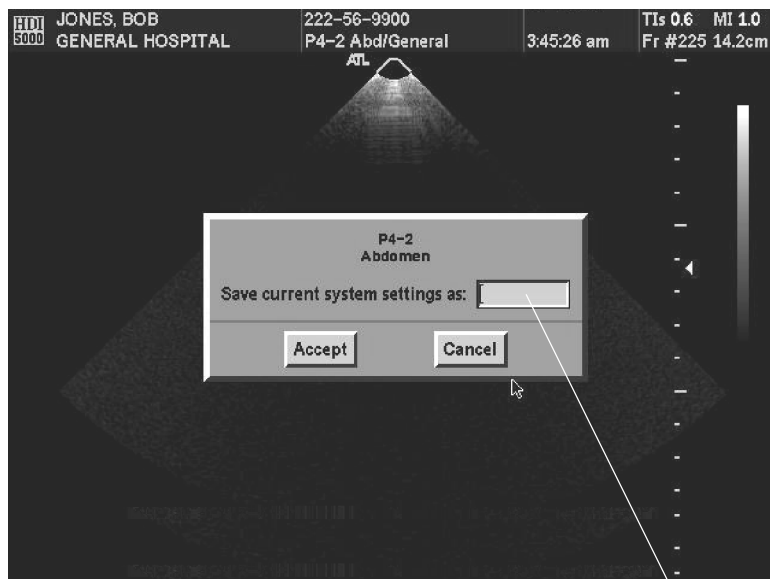 HDI 5000
JONES, BOB 222-56-9900 TIs 0.6 MI 1.0
GENERAL HOSPITAL P4-2 Abd/General 3:45:26 am Fr #225 14.2cm
ATL
P4-2
Abdomen
Save current system settings as:
Accept Cancel